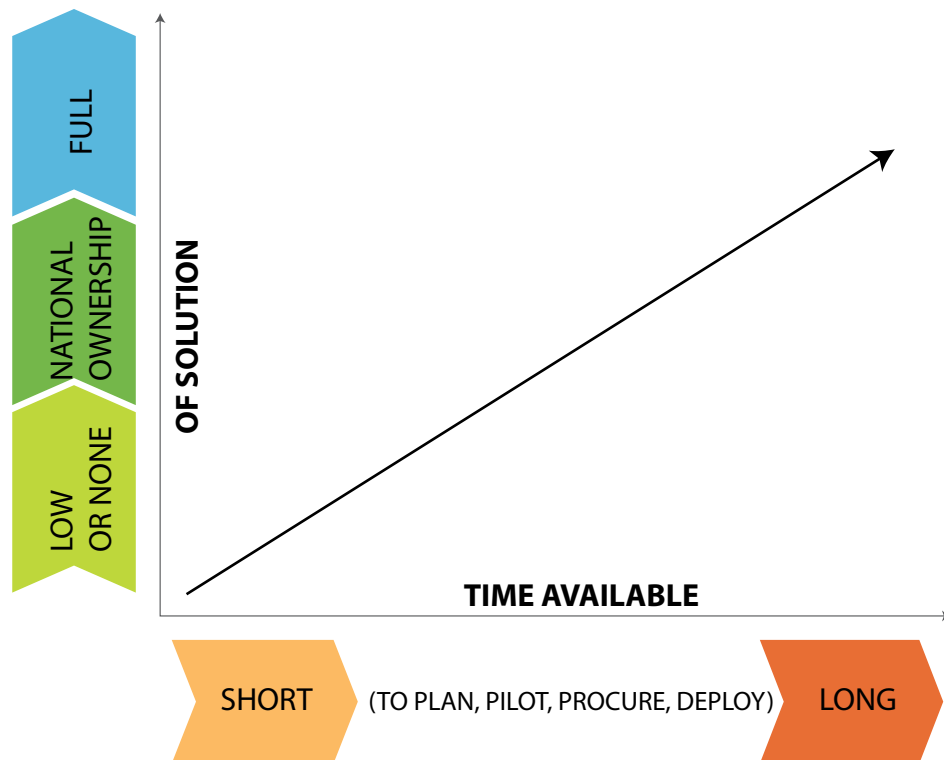 FULL
NATIONAL
OWNERSHIP
LOW
OR NONE
OF SOLUTION
TIME AVAILABLE
SHORT
(TO PLAN, PILOT, PROCURE, DEPLOY)
LONG